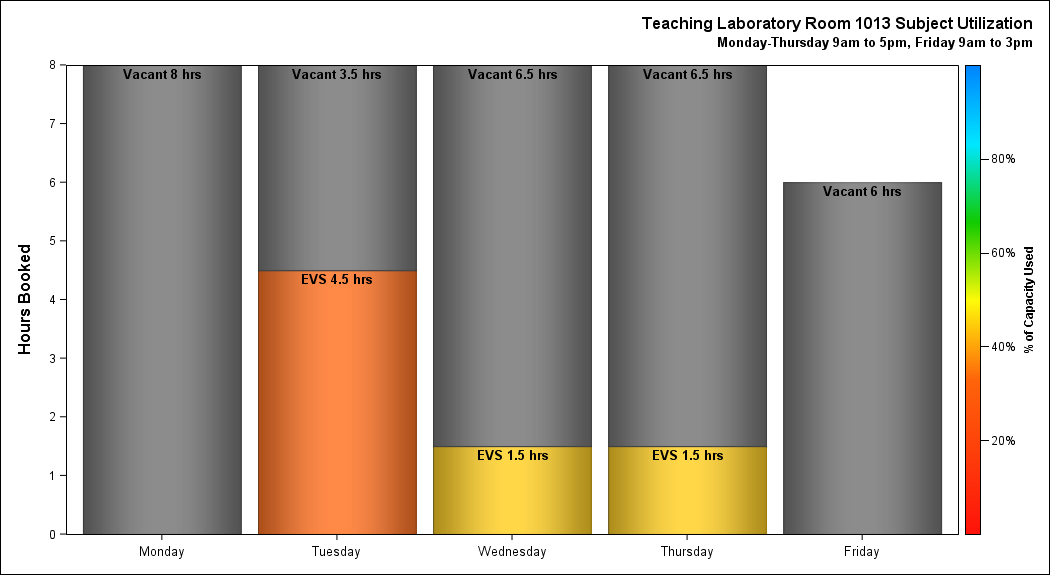 Teaching Laboratory Room 1013 Subject Utilization
Monday-Thursday 9am to 5pm, Friday 9am to 3pm
Hours Booked
8
7
6
5
4
3
2
1
0
Vacant 8 hrs
Vacant 3.5 hrs
Vacant 6.5 hrs
Vacant 6.5 hrs
Vacant 6 hrs
EVS 4.5 hrs
EVS 1.5 hrs
EVS 1.5 hrs
Monday
Tuesday
Wednesday
Thursday
Friday
80%
60%
40%
20%
% of Capacity Used